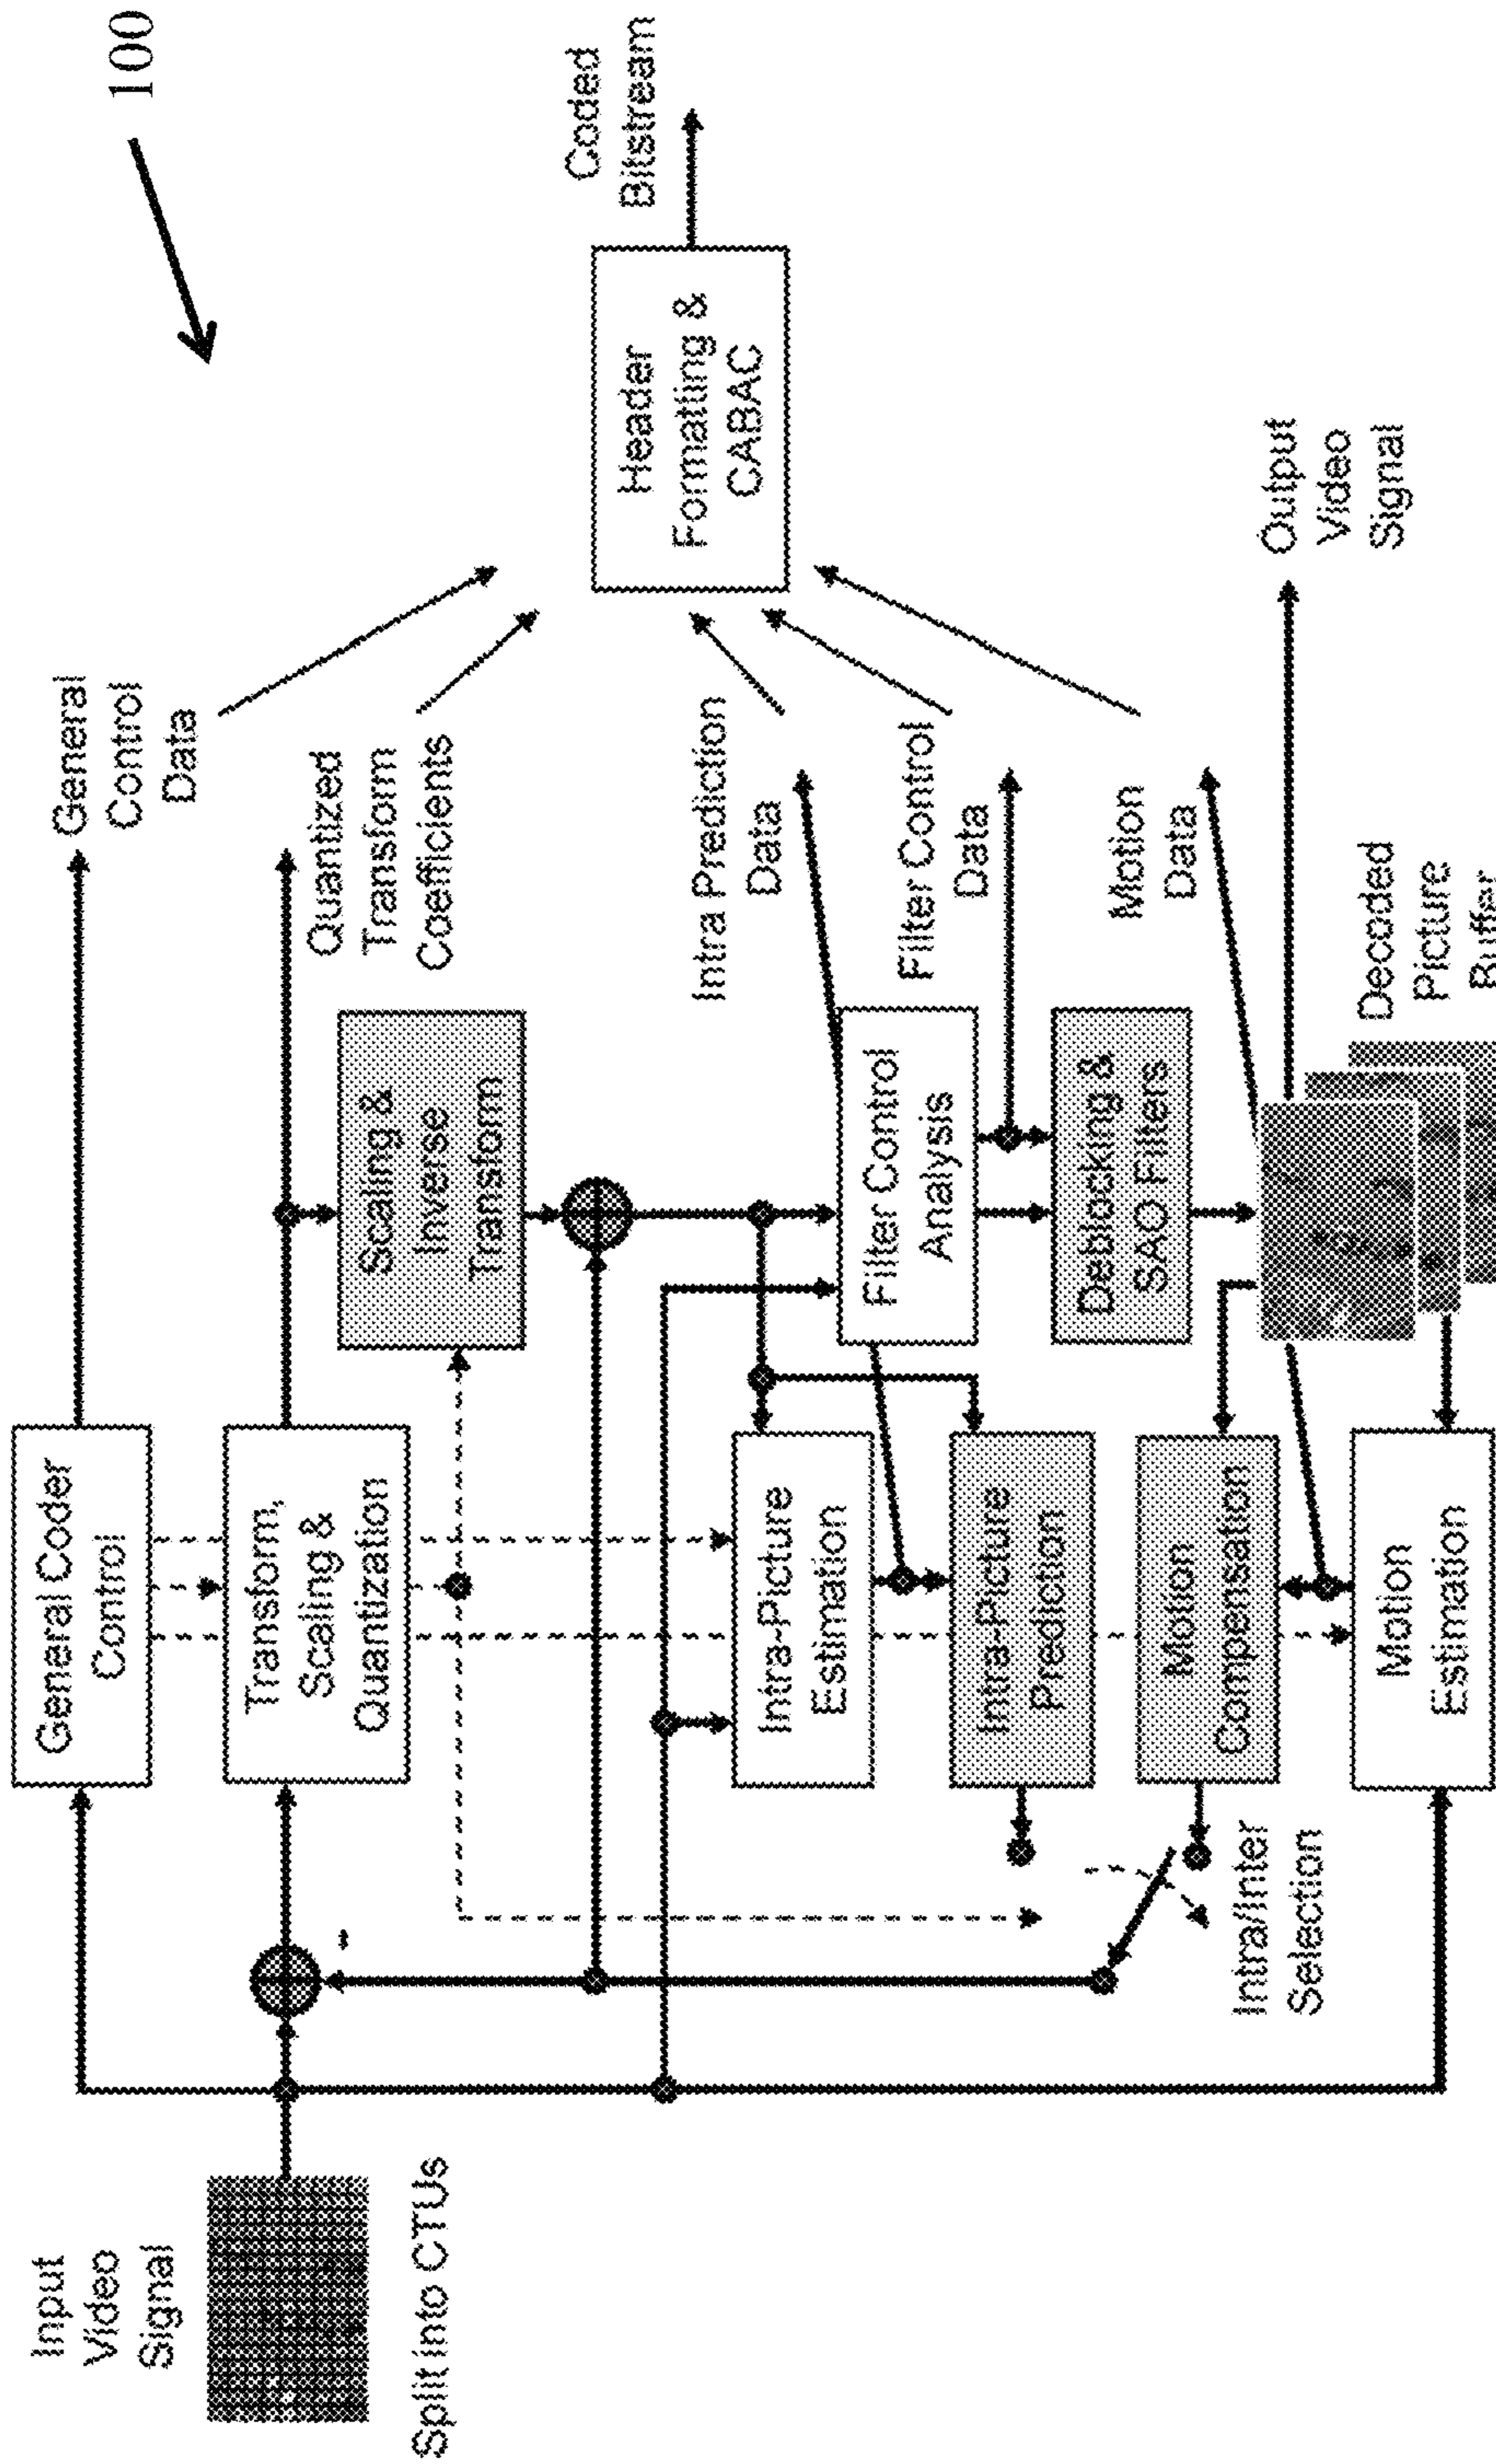 100
Input
Video
Signal
Split into CTUs
General Coder
Control
Transform,
Scaling &
Quantization
General
Control
Data
Quantized
Transform
Coefficients
Scaling &
Inverse
Transform
Header
Formatting &
CABAC
Coded
Bitstream
Intra-Picture
Estimation
Intra-Picture
Prediction
Filter Control
Analysis
Deblocking &
SAO Filters
Intra Prediction
Data
Filter Control
Data
Motion
Data
Motion
Compensation
Motion
Estimation
Intra/Inter
Selection
-
Output
Video
Signal
Decoded
Picture
Buffer